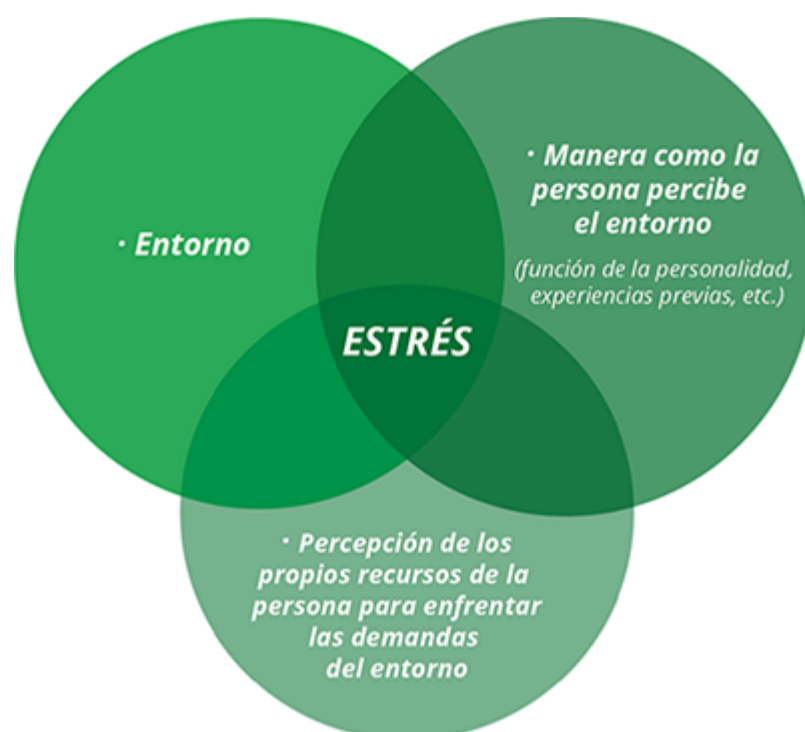 · Entorno
· Manera como la
persona percibe
el entorno
(función de la personalidad,
experiencias previas, etc.)
ESTRÉS
· Percepción de los
propios recursos de la
persona para enfrentar
las demandas
del entorno